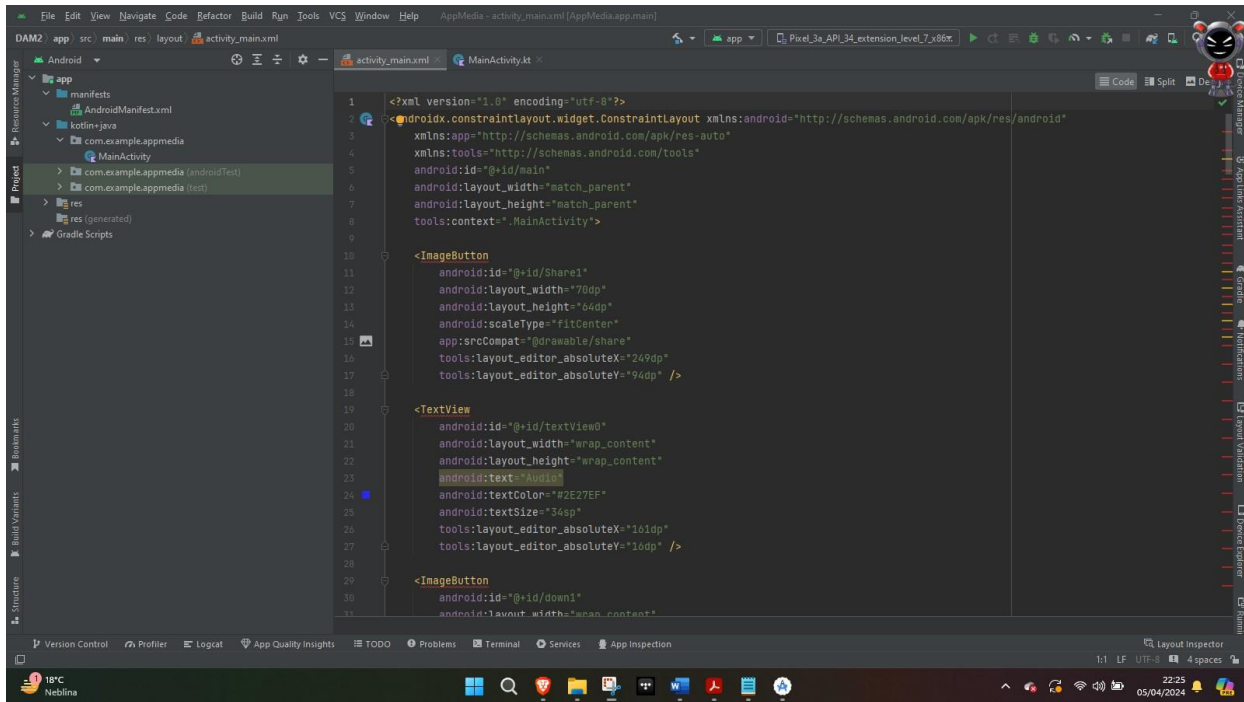 File Edit View Navigate Code Refactor Build Run Tools VCS Window Help AppMedia - activity_main.xml [AppMedia.app.main]
DAM2 app src main res layout activity_main.xml
app Pixel_3a_API_34_extension_level_7_x86
Android
activity_main.xml MainActivity.kt
Code Split
app
manifests
AndroidManifest.xml
kotlin+java
com.example.appmedia
MainActivity
com.example.appmedia (androidTest)
com.example.appmedia (test)
res
res (generated)
Gradle Scripts
Resource Manager
Project
Bookmarks
Build Variants
Structure
1 <?xml version="1.0" encoding="utf-8"?>
2 <androidx.constraintlayout.widget.ConstraintLayout xmlns:android="http://schemas.android.com/apk/res/android"
3 xmlns:app="http://schemas.android.com/apk/res-auto"
4 xmlns:tools="http://schemas.android.com/tools"
5 android:id="@+id/main"
6 android:layout_width="match_parent"
7 android:layout_height="match_parent"
8 tools:context=".MainActivity">
9
10 <ImageButton
11 android:id="@+id/Share1"
12 android:layout_width="70dp"
13 android:layout_height="64dp"
14 android:scaleType="fitCenter"
15 app:srcCompat="@drawable/share"
16 tools:layout_editor_absoluteX="249dp"
17 tools:layout_editor_absoluteY="94dp" />
18
19 <TextView
20 android:id="@+id/textView0"
21 android:layout_width="wrap_content"
22 android:layout_height="wrap_content"
23 android:text="Audio"
24 android:textColor="#2E27EF"
25 android:textSize="34sp"
26 tools:layout_editor_absoluteX="161dp"
27 tools:layout_editor_absoluteY="16dp" />
28
29 <ImageButton
30 android:id="@+id/down1"
31 android:layout_width="wrap_content"
Device Manager
App Links Assistant
Gradle
Notifications
Layout Validation
Device Explorer
Version Control Profiler Logcat App Quality Insights TODO Problems Terminal Services App Inspection Layout Inspector
1:1 LF UTF-8 4 spaces
1 18°C
Neblina
22:25
05/04/2024
PRE